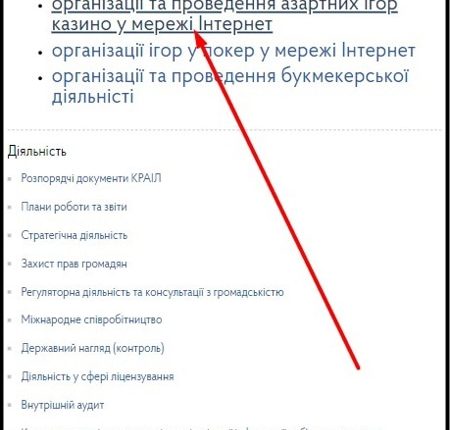 організації та проведення азартних ігор
казино у мережі Інтернет
організації ігор у покер у мережі Інтернет
організації та проведення букмекерської
діяльності
Діяльність
Розпорядчі документи КРАІЛ
Плани роботи та звіти
Стратегічна діяльність
Захист прав громадян
Регуляторна діяльність та консультації з громадськістю
Міжнародне співробітництво
Державний нагляд (контроль)
Діяльність у сфері ліцензування
Внутрішній аудит